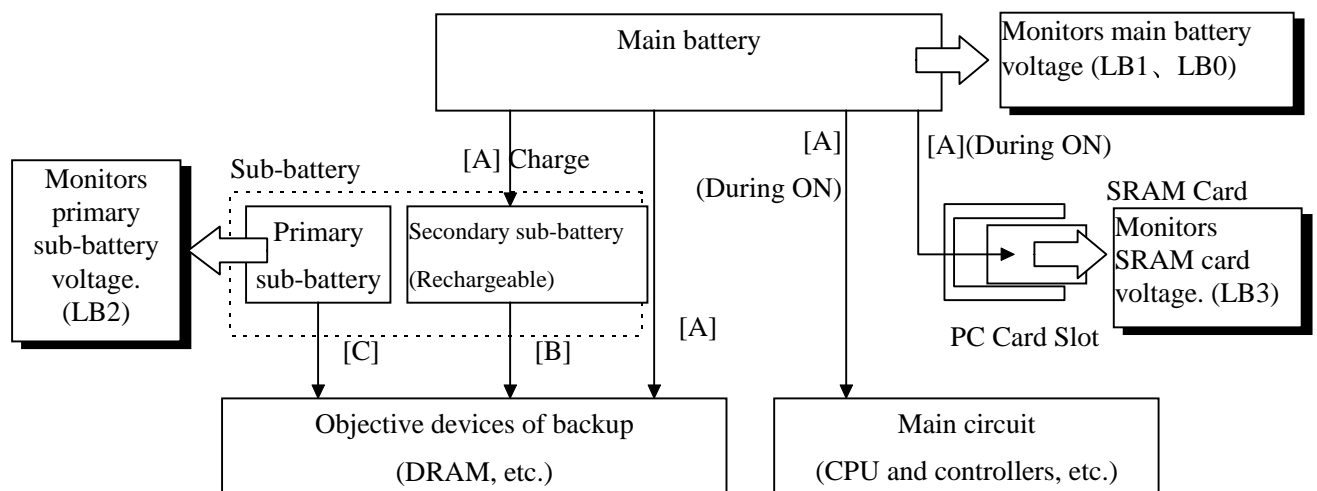 Main battery
Monitors main battery
voltage (LB1、LB0)
[A] Charge
[A]
(During ON)
[A](During ON)
Sub-battery
Monitors
primary
sub-battery
voltage.
(LB2)
Primary
sub-battery
Secondary sub-battery
(Rechargeable)
SRAM Card
Monitors
SRAM card
voltage. (LB3)
PC Card Slot
[C]
[B]
[A]
Objective devices of backup
(DRAM, etc.)
Main circuit
(CPU and controllers, etc.)